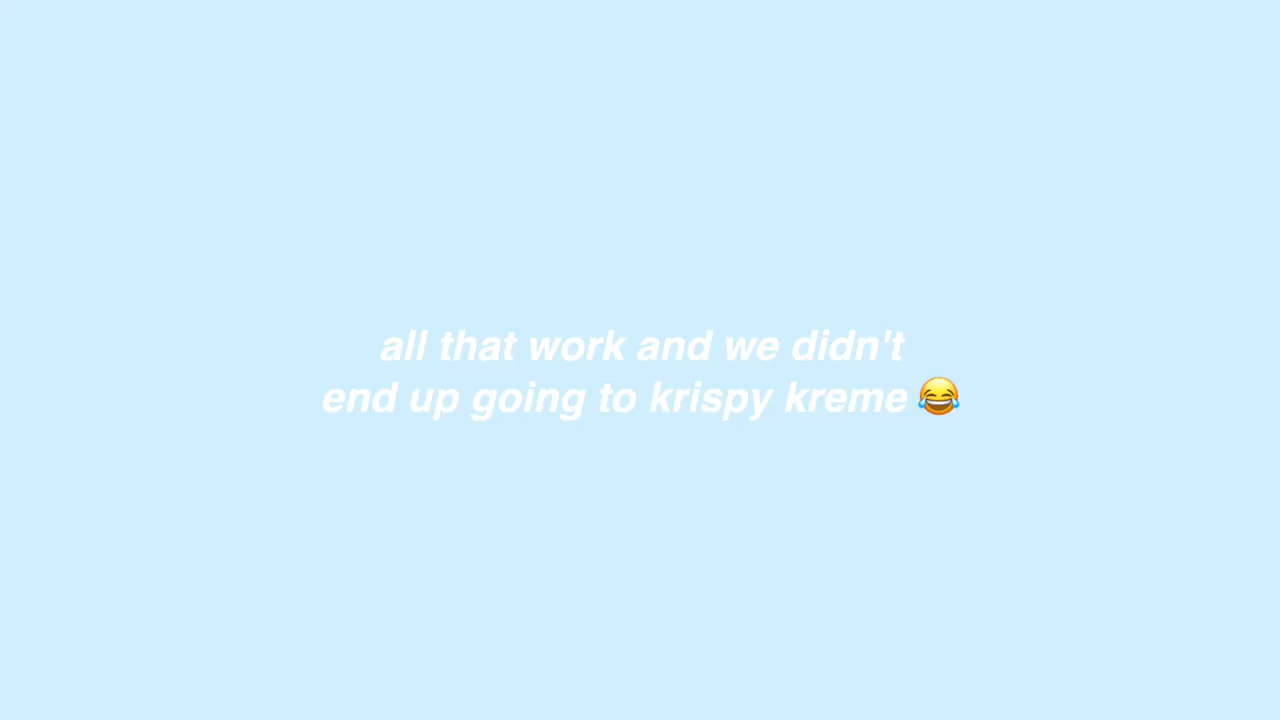 all that work and we didn't
end up going to krispy kreme 😂